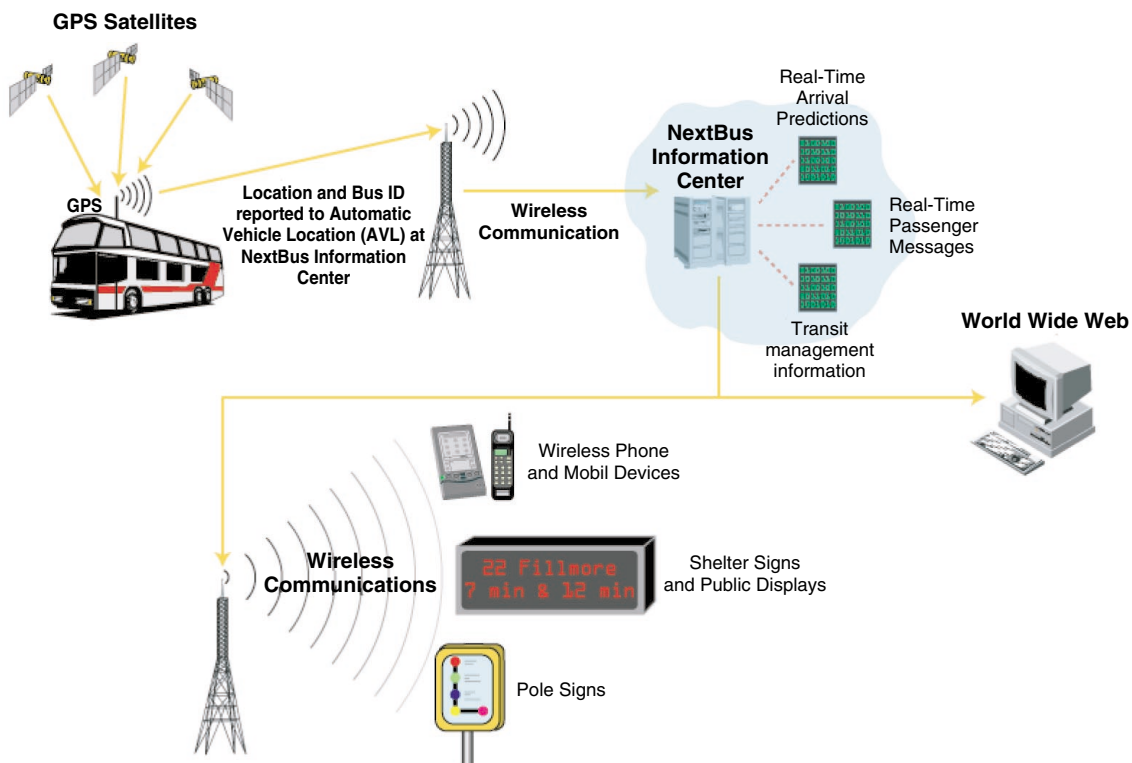 GPS Satellites
GPS
Location and Bus ID
reported to Automatic
Vehicle Location (AVL) at
NextBus Information
Center
Wireless
Communication
NextBus
Information
Center
Real-Time
Arrival
Predictions
Real-Time
Passenger
Messages
Transit
management
information
World Wide Web
Wireless Phone
and Mobil Devices
Wireless
Communications
22 Fillmore
7 min & 12 min
Shelter Signs
and Public Displays
Pole Signs